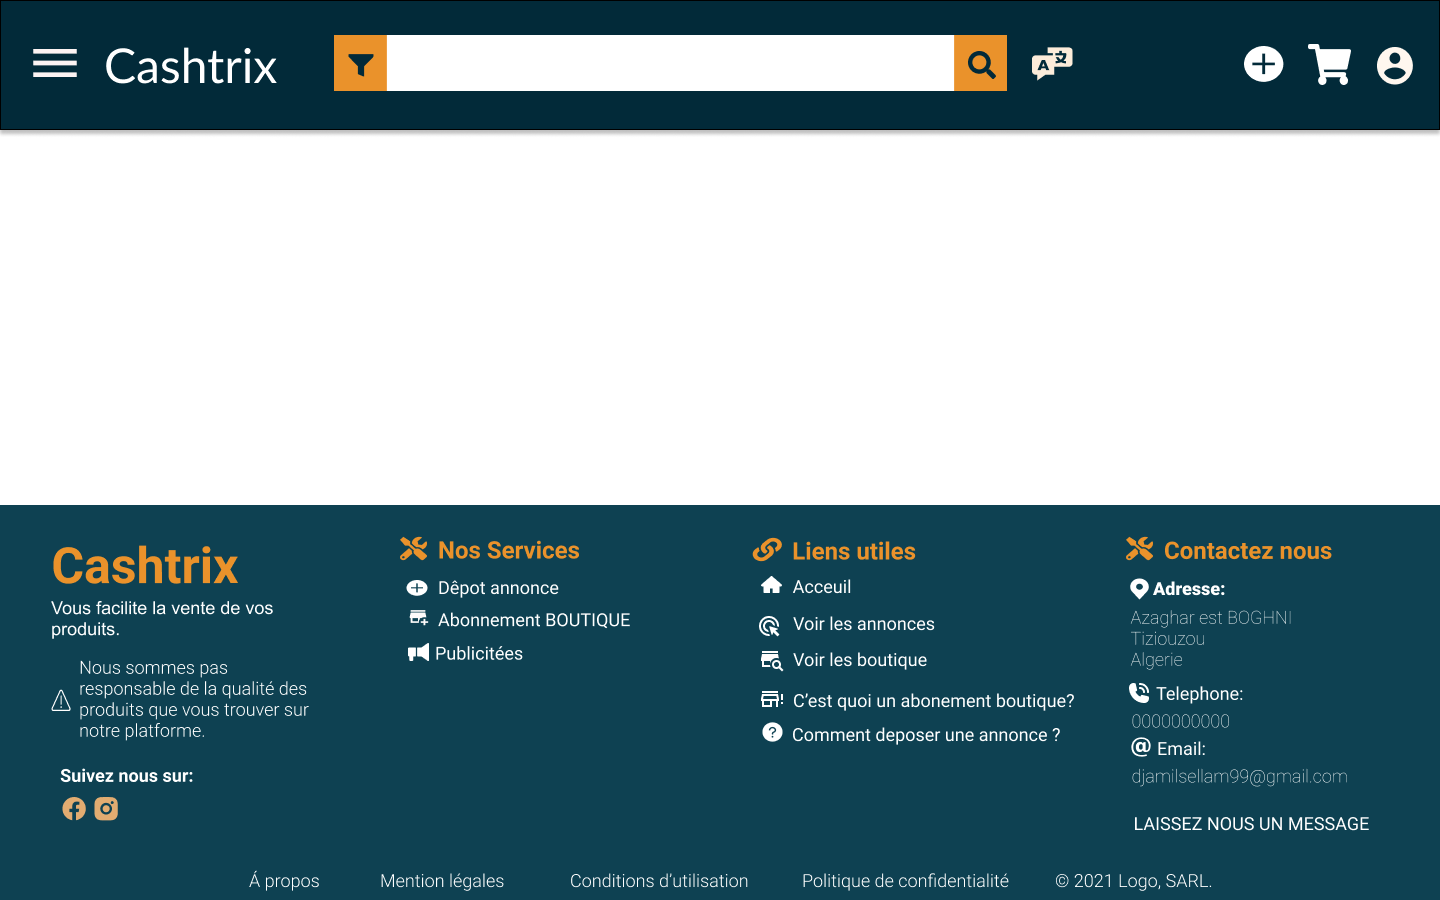 Cashtrix
Cashtrix
Vous facilite la vente de vos
produits.
Nous sommes pas
responsable de la qualité des
produits que vous trouver sur
notre platforme.
Suivez nous sur:
Nos Services
Dêpot annonce
Abonnement BOUTIQUE
Publicitées
Liens utiles
Acceuil
Voir les annonces
Voir les boutique
C’est quoi un abonement boutique?
Comment deposer une annonce ?
Contactez nous
Adresse:
Azaghar est BOGHNI
Tiziouzou
Algerie
Telephone:
0000000000
Email:
djamilsellam99@gmail.com
LAISSEZ NOUS UN MESSAGE
Á propos Mention légales Conditions d’utilisation Politique de confidentialité © 2021 Logo, SARL.